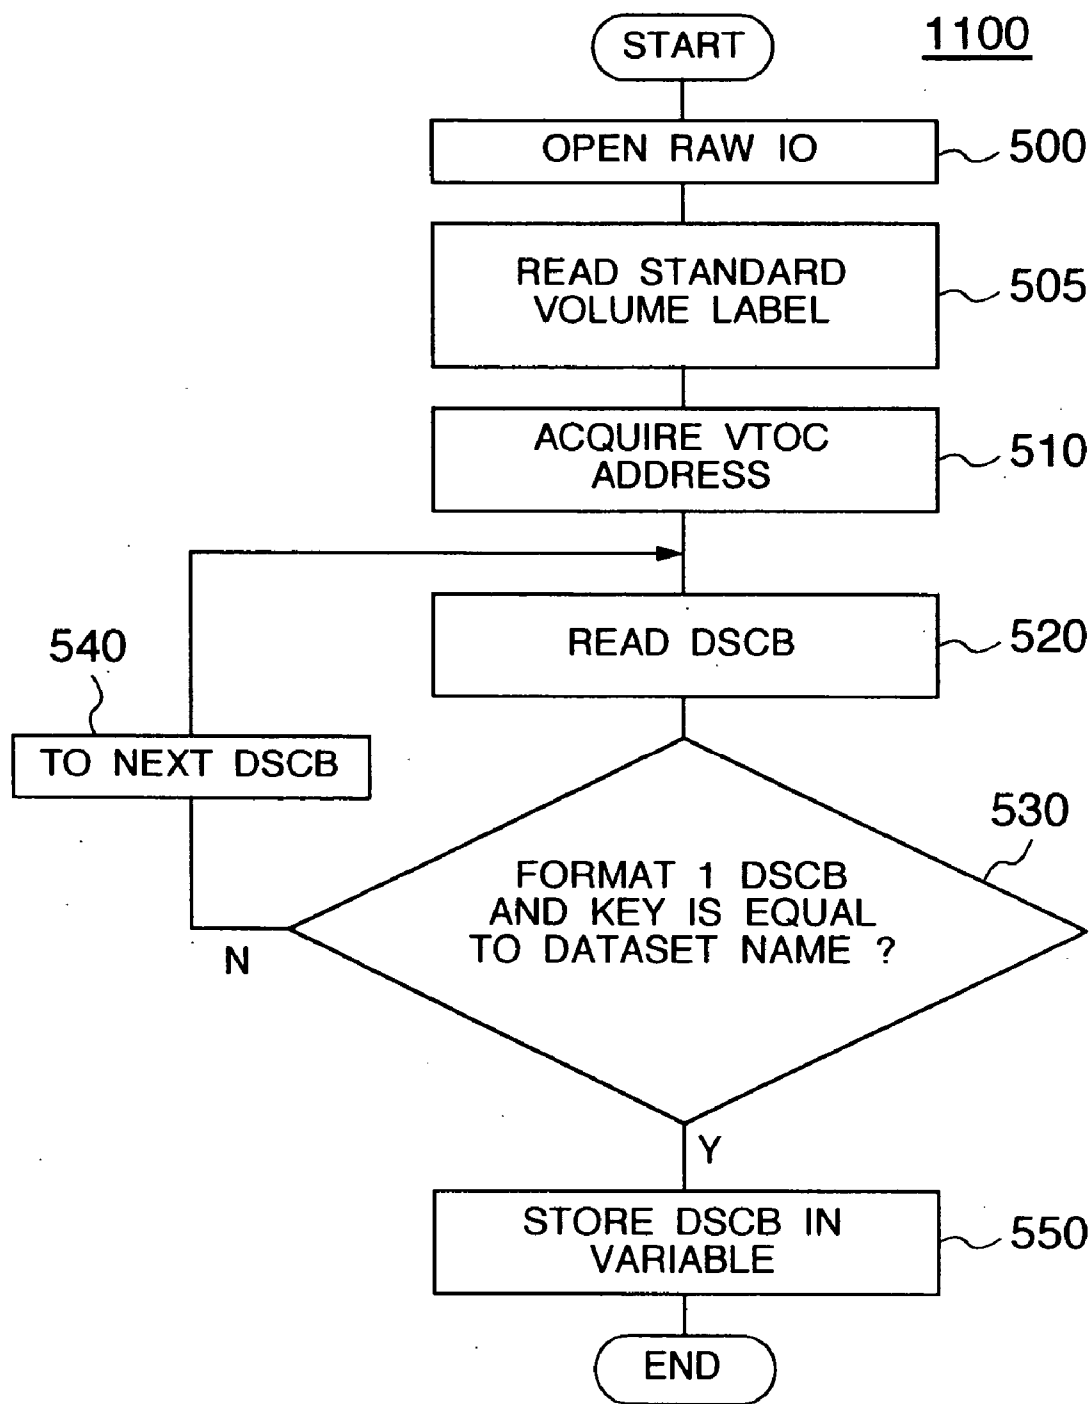 1100
START
OPEN RAW IO
500
READ STANDARD
VOLUME LABEL
505
ACQUIRE VTOC
ADDRESS
510
READ DSCB
520
540
TO NEXT DSCB
530
FORMAT 1 DSCB
AND KEY IS EQUAL
TO DATASET NAME ?
N
Y
STORE DSCB IN
VARIABLE
550
END